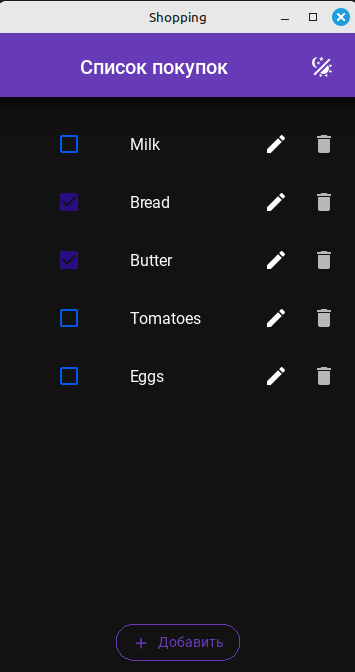 Shopping
Список покупок
Milk
Bread
Butter
Tomatoes
Eggs
+ Добавить